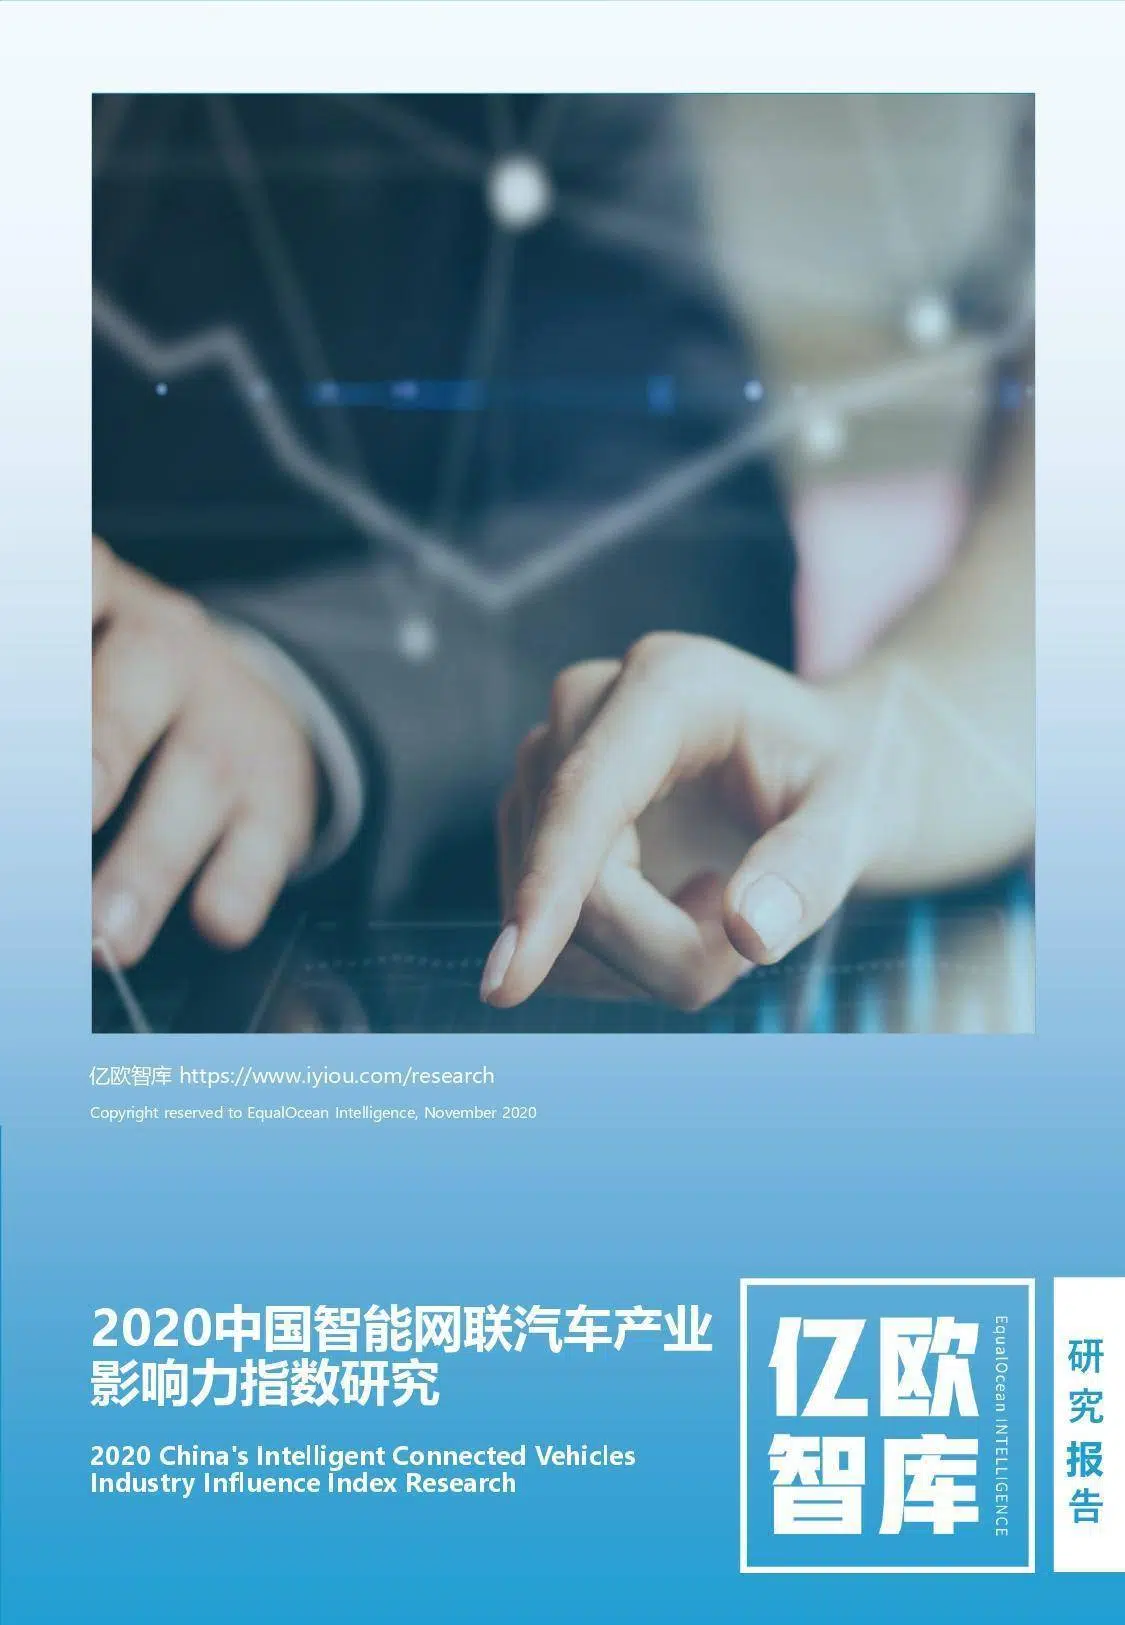 亿欧智库 https://www.iyiou.com/research
Copyright reserved to EqualOcean Intelligence, November 2020
2020中国智能网联汽车产业
影响力指数研究
2020 China's Intelligent Connected Vehicles
Industry Influence Index Research
亿欧
智库
EqualOcean INTELLIGENCE
研究报告